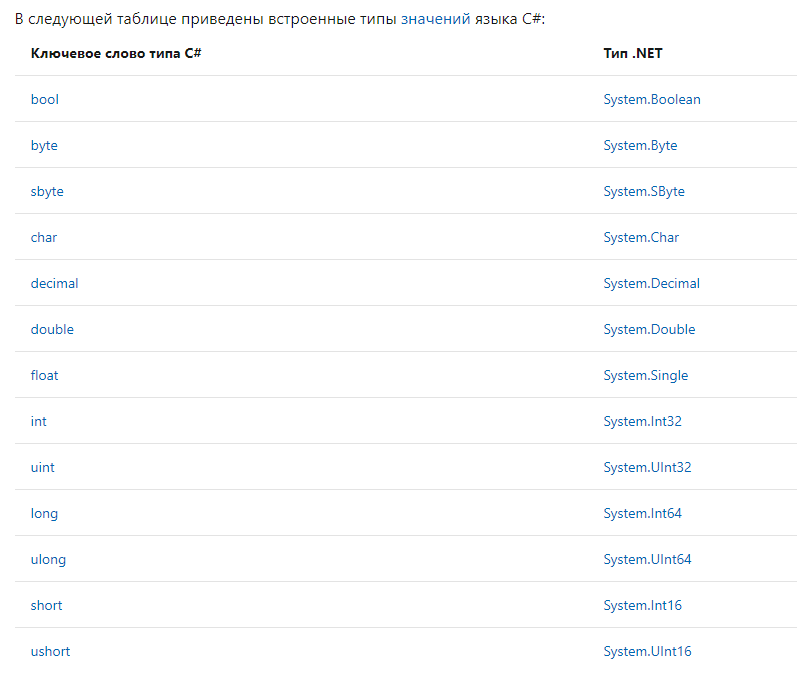 В следующей таблице приведены встроенные типы значений языка C#:
Ключевое слово типа C# Тип .NET
bool System.Boolean
byte System.Byte
sbyte System.SByte
char System.Char
decimal System.Decimal
double System.Double
float System.Single
int System.Int32
uint System.UInt32
long System.Int64
ulong System.UInt64
short System.Int16
ushort System.UInt16